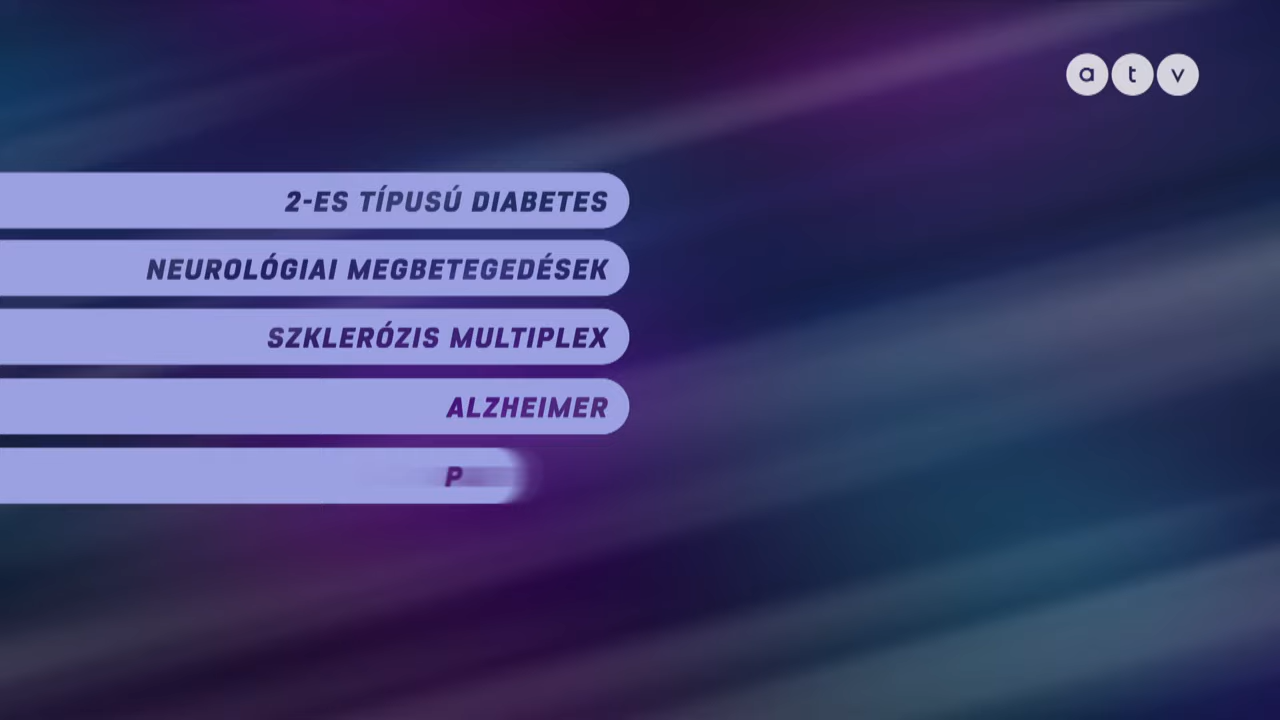 atv
2-ES TÍPUSÚ DIABETES
NEUROLÓGIAI MEGBETEGEDÉSEK
SZKLERÓZIS MULTIPLEX
ALZHEIMER